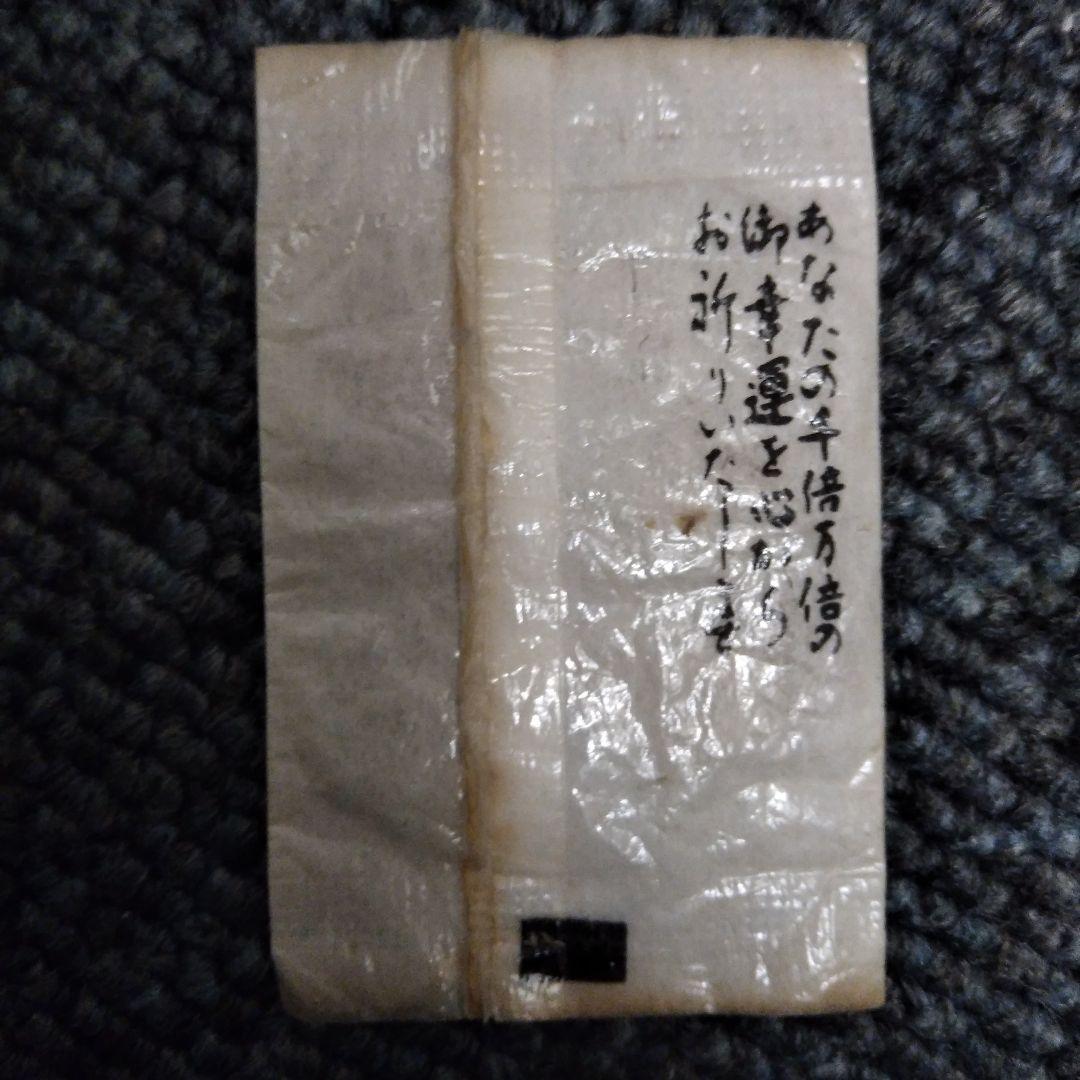 あなたの千倍万倍の
御幸運を心から
お祈りいたします